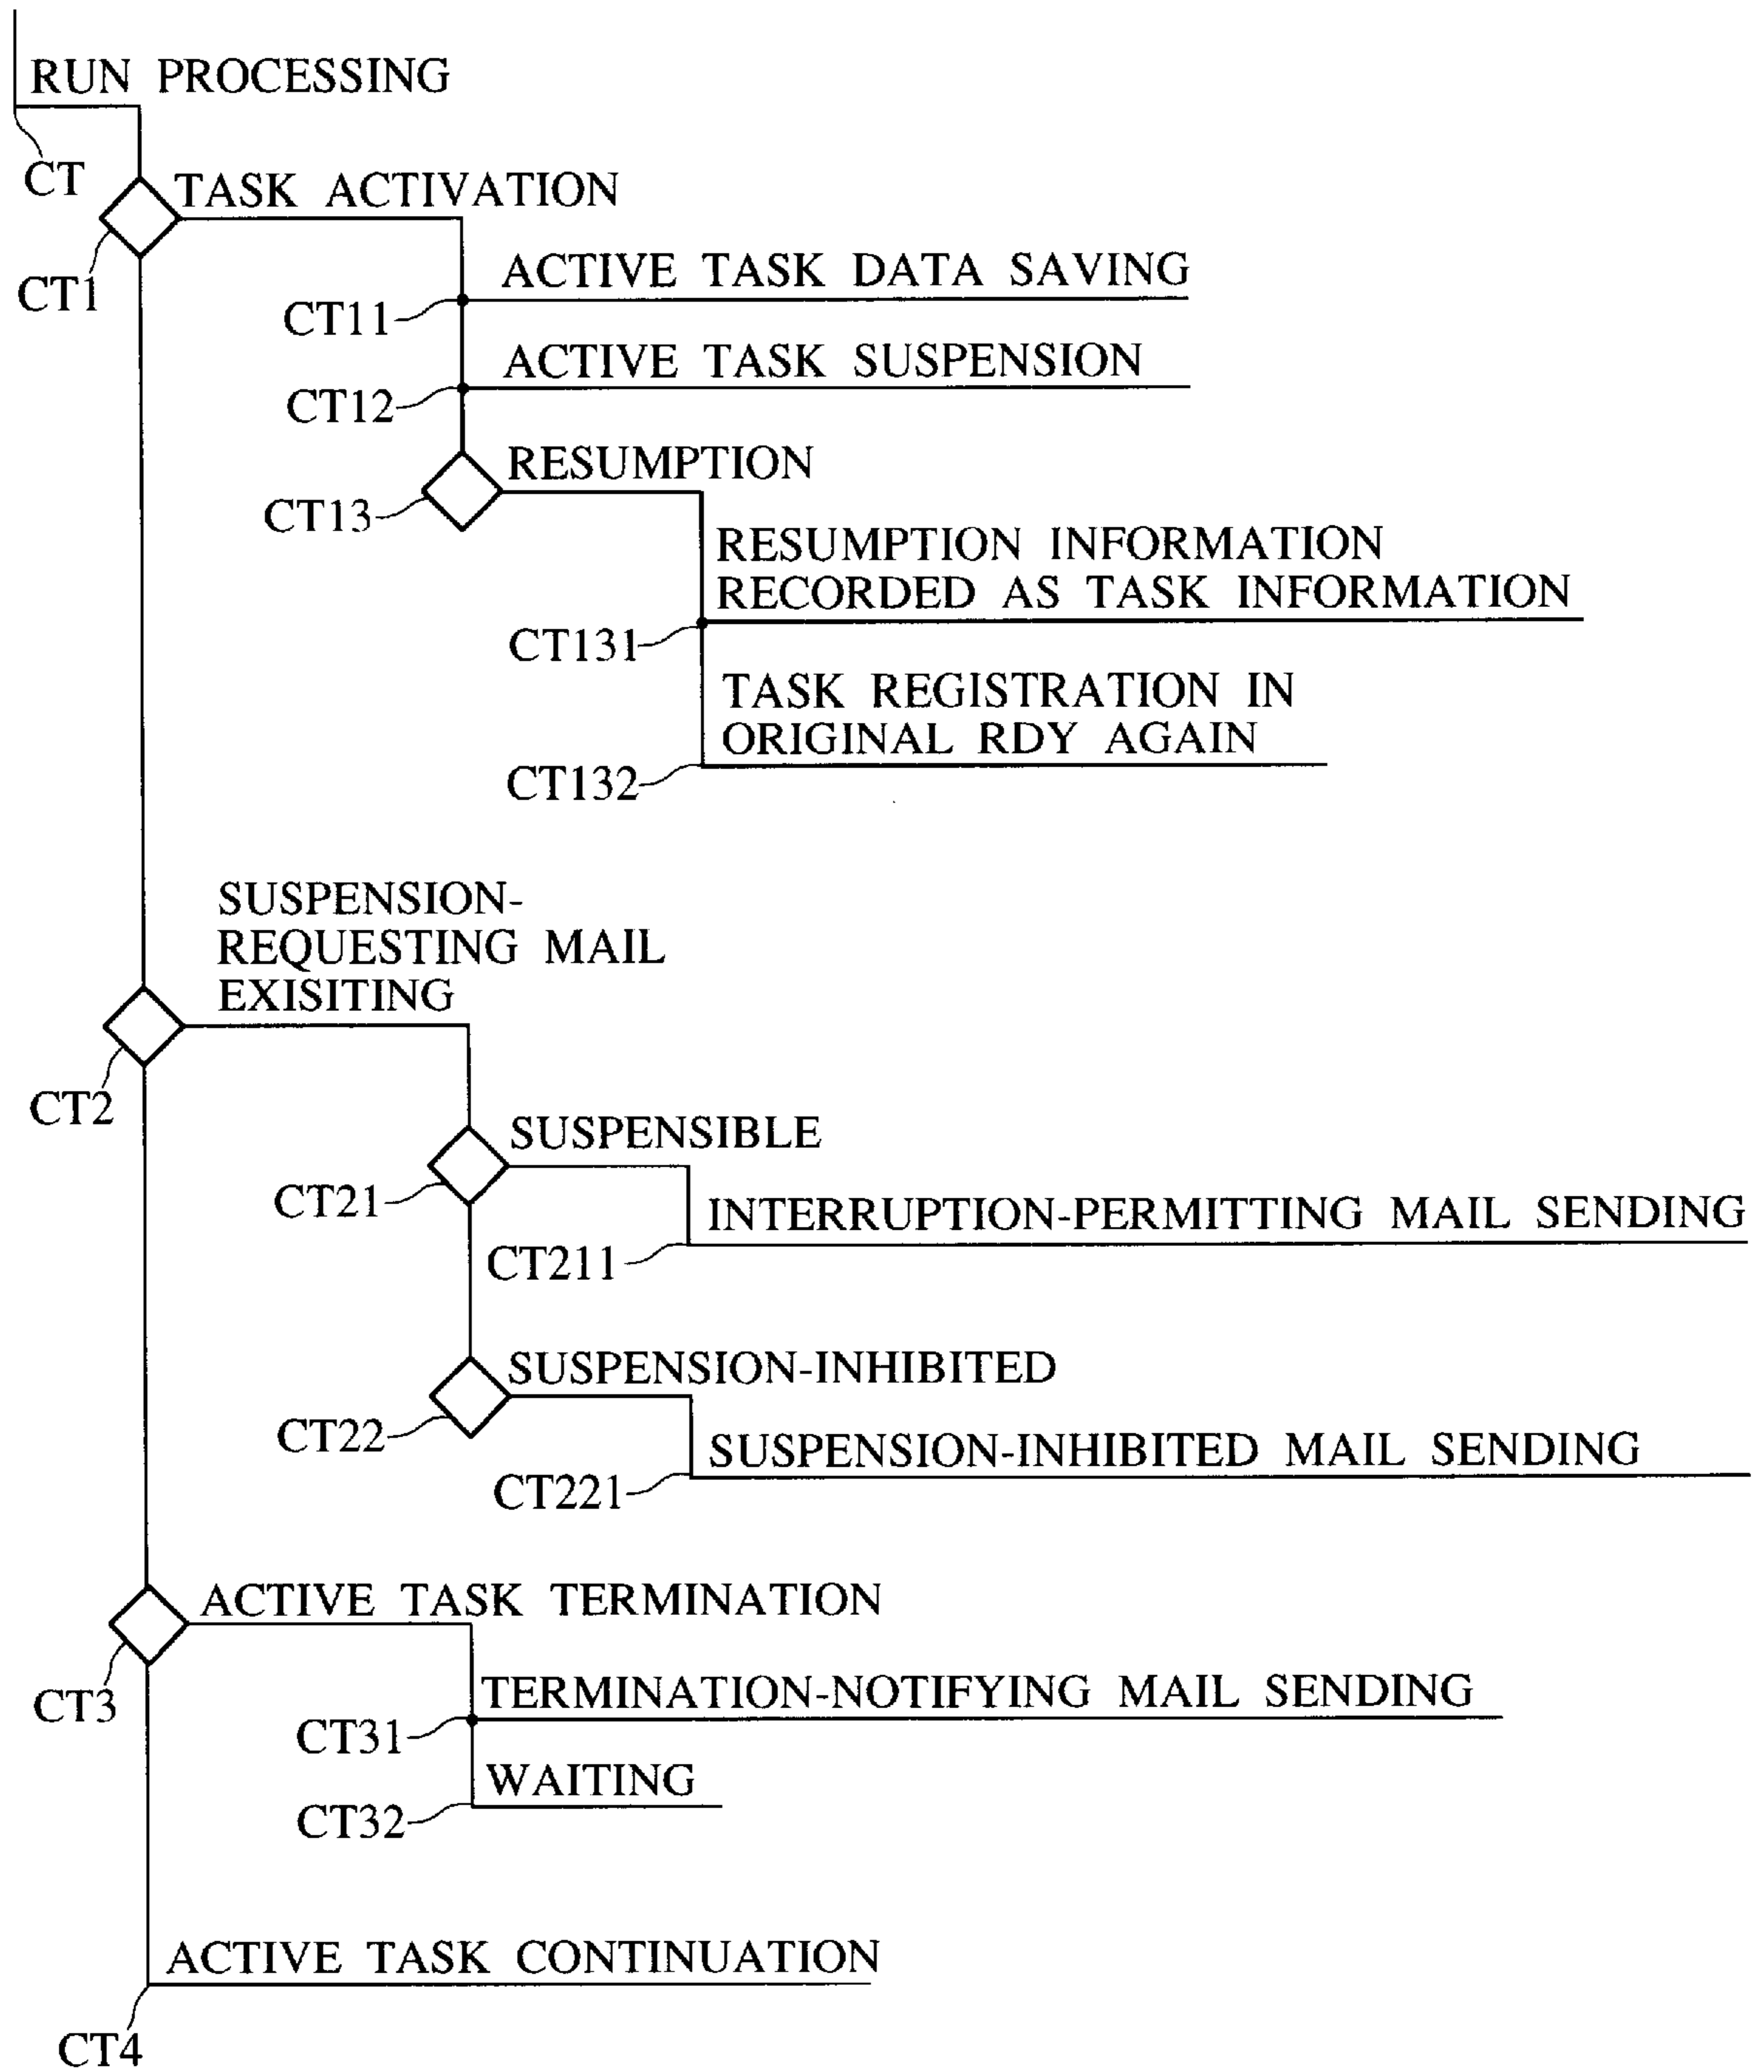 RUN PROCESSING
CT
TASK ACTIVATION
CT1
ACTIVE TASK DATA SAVING
CT11
ACTIVE TASK SUSPENSION
CT12
RESUMPTION
CT13
RESUMPTION INFORMATION
RECORDED AS TASK INFORMATION
CT131
TASK REGISTRATION IN
ORIGINAL RDY AGAIN
CT132
SUSPENSION-
REQUESTING MAIL
EXISITING
CT2
SUSPENSIBLE
CT21
INTERRUPTION-PERMITTING MAIL SENDING
CT211
SUSPENSION-INHIBITED
CT22
SUSPENSION-INHIBITED MAIL SENDING
CT221
ACTIVE TASK TERMINATION
CT3
TERMINATION-NOTIFYING MAIL SENDING
CT31
WAITING
CT32
ACTIVE TASK CONTINUATION
CT4